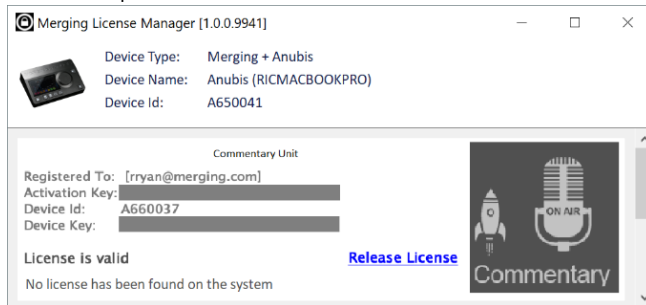 Merging License Manager [1.0.0.9941]
Device Type: Merging + Anubis
Device Name: Anubis (RICMACBOOKPRO)
Device Id: A650041
Commentary Unit
Registered To: [rryan@merging.com]
Activation Key:
Device Id: A660037
Device Key:
ON AIR
License is valid Release License
Commentary
No license has been found on the system